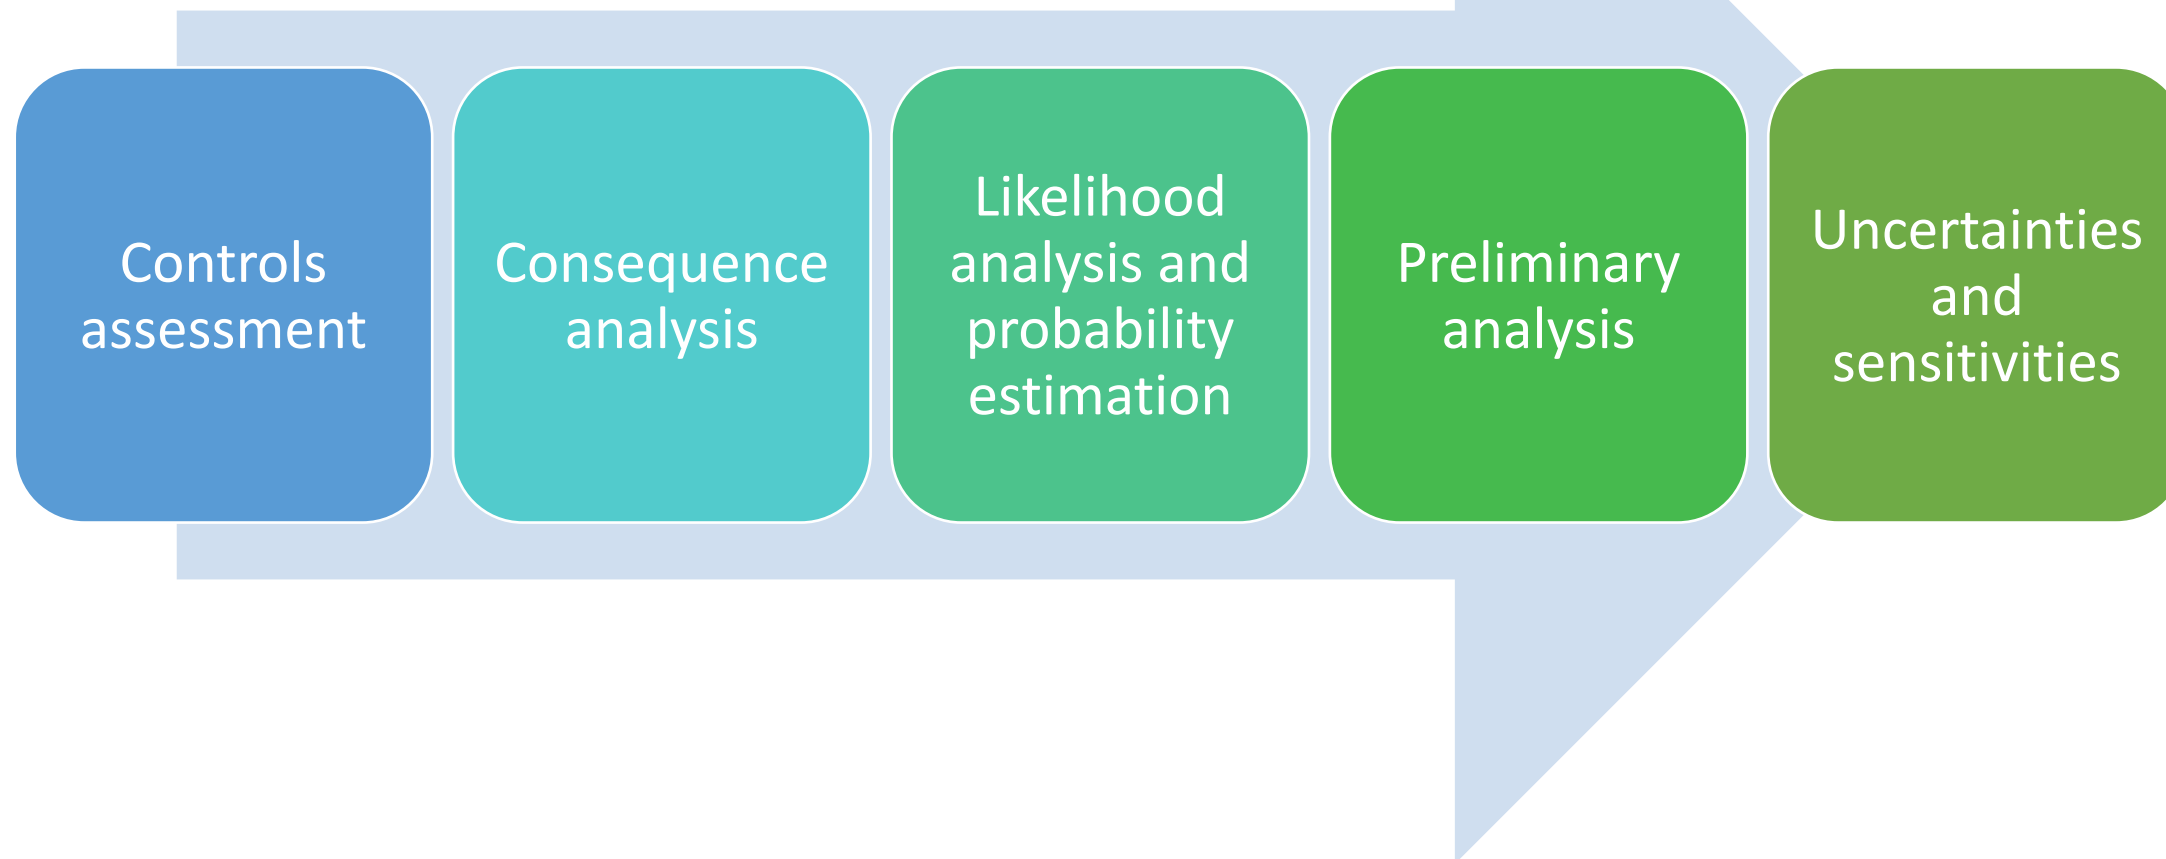 Controls
assessment
Consequence
analysis
Likelihood
analysis and
probability
estimation
Preliminary
analysis
Uncertainties
and
sensitivities